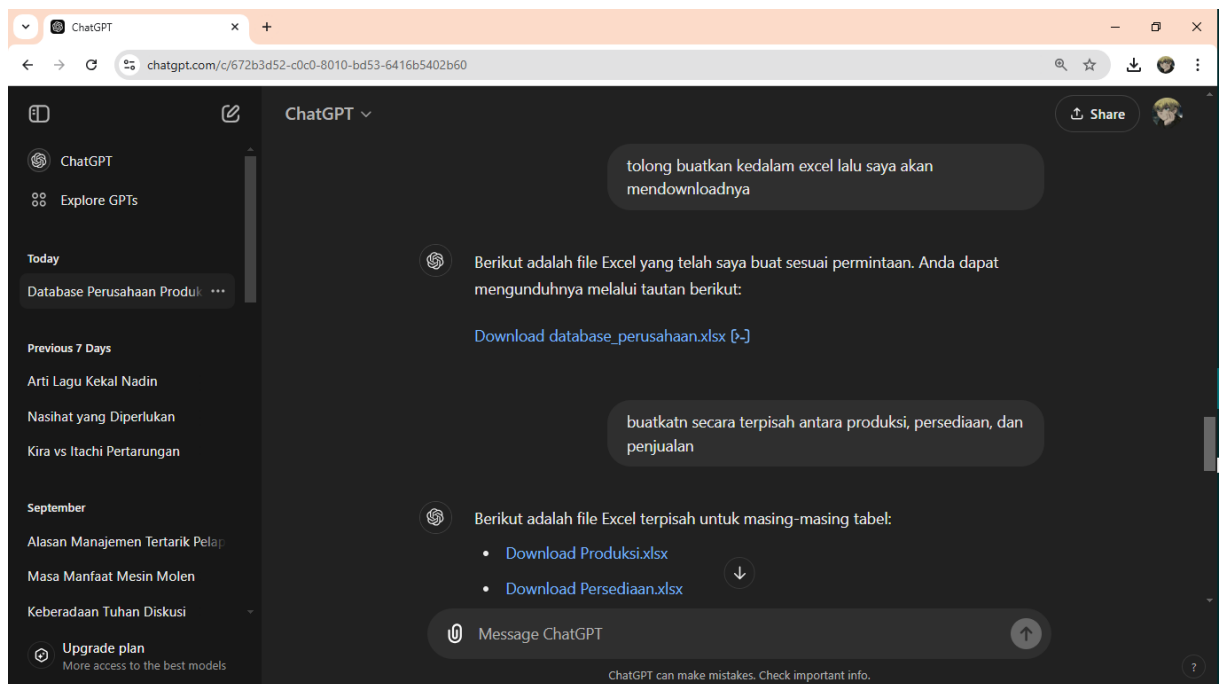 ChatGPT
chatgpt.com/c/672b3d52-c0c0-8010-bd53-6416b5402b60
ChatGPT
Share
ChatGPT
Explore GPTs
Today
Database Perusahaan Produk
Previous 7 Days
Arti Lagu Kekal Nadin
Nasihat yang Diperlukan
Kira vs Itachi Pertarungan
September
Alasan Manajemen Tertarik Pelap
Masa Manfaat Mesin Molen
Keberadaan Tuhan Diskusi
Upgrade plan
More access to the best models
tolong buatkan kedalam excel lalu saya akan
mendownloadnya
Berikut adalah file Excel yang telah saya buat sesuai permintaan. Anda dapat
mengunduhnya melalui tautan berikut:
Download database_perusahaan.xlsx [>-]
buatkatn secara terpisah antara produksi, persediaan, dan
penjualan
Berikut adalah file Excel terpisah untuk masing-masing tabel:
• Download Produksi.xlsx
• Download Persediaan.xlsx
Message ChatGPT
ChatGPT can make mistakes. Check important info.
?